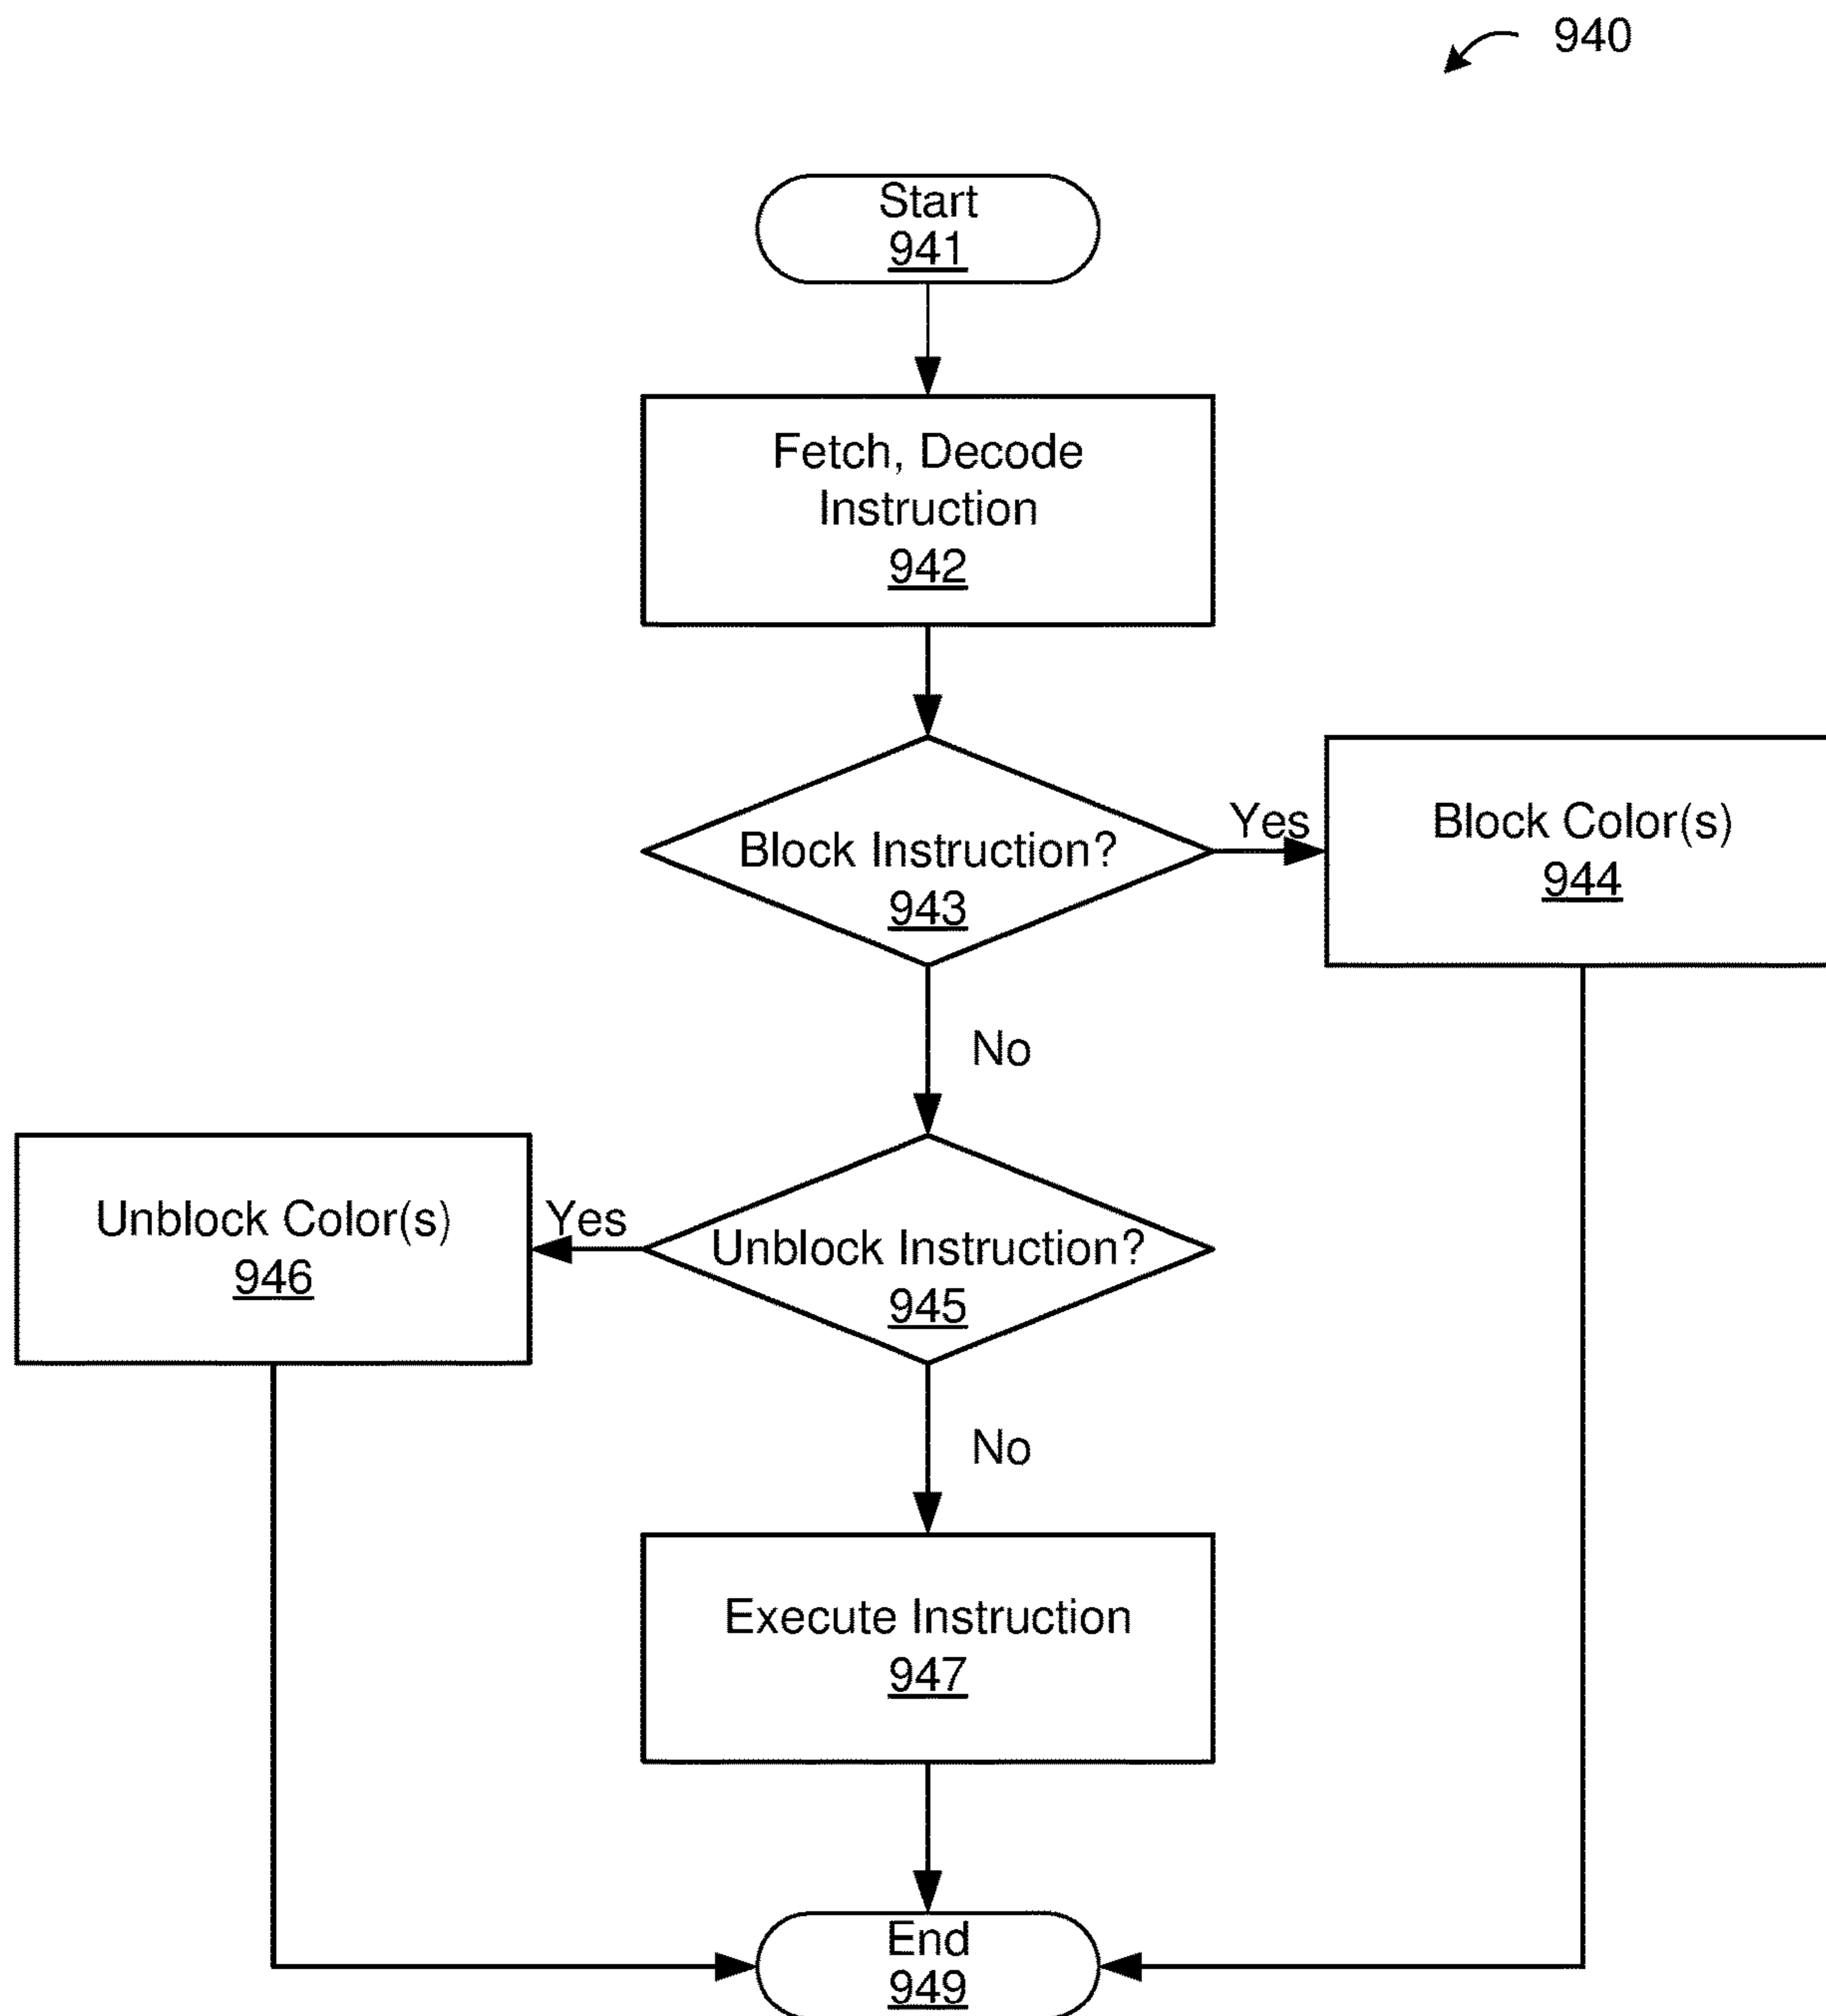 940
Start
941
Fetch, Decode
Instruction
942
Block Instruction?
943
Yes
Block Color(s)
944
No
Unblock Color(s)
946
Yes
Unblock Instruction?
945
No
Execute Instruction
947
End
949